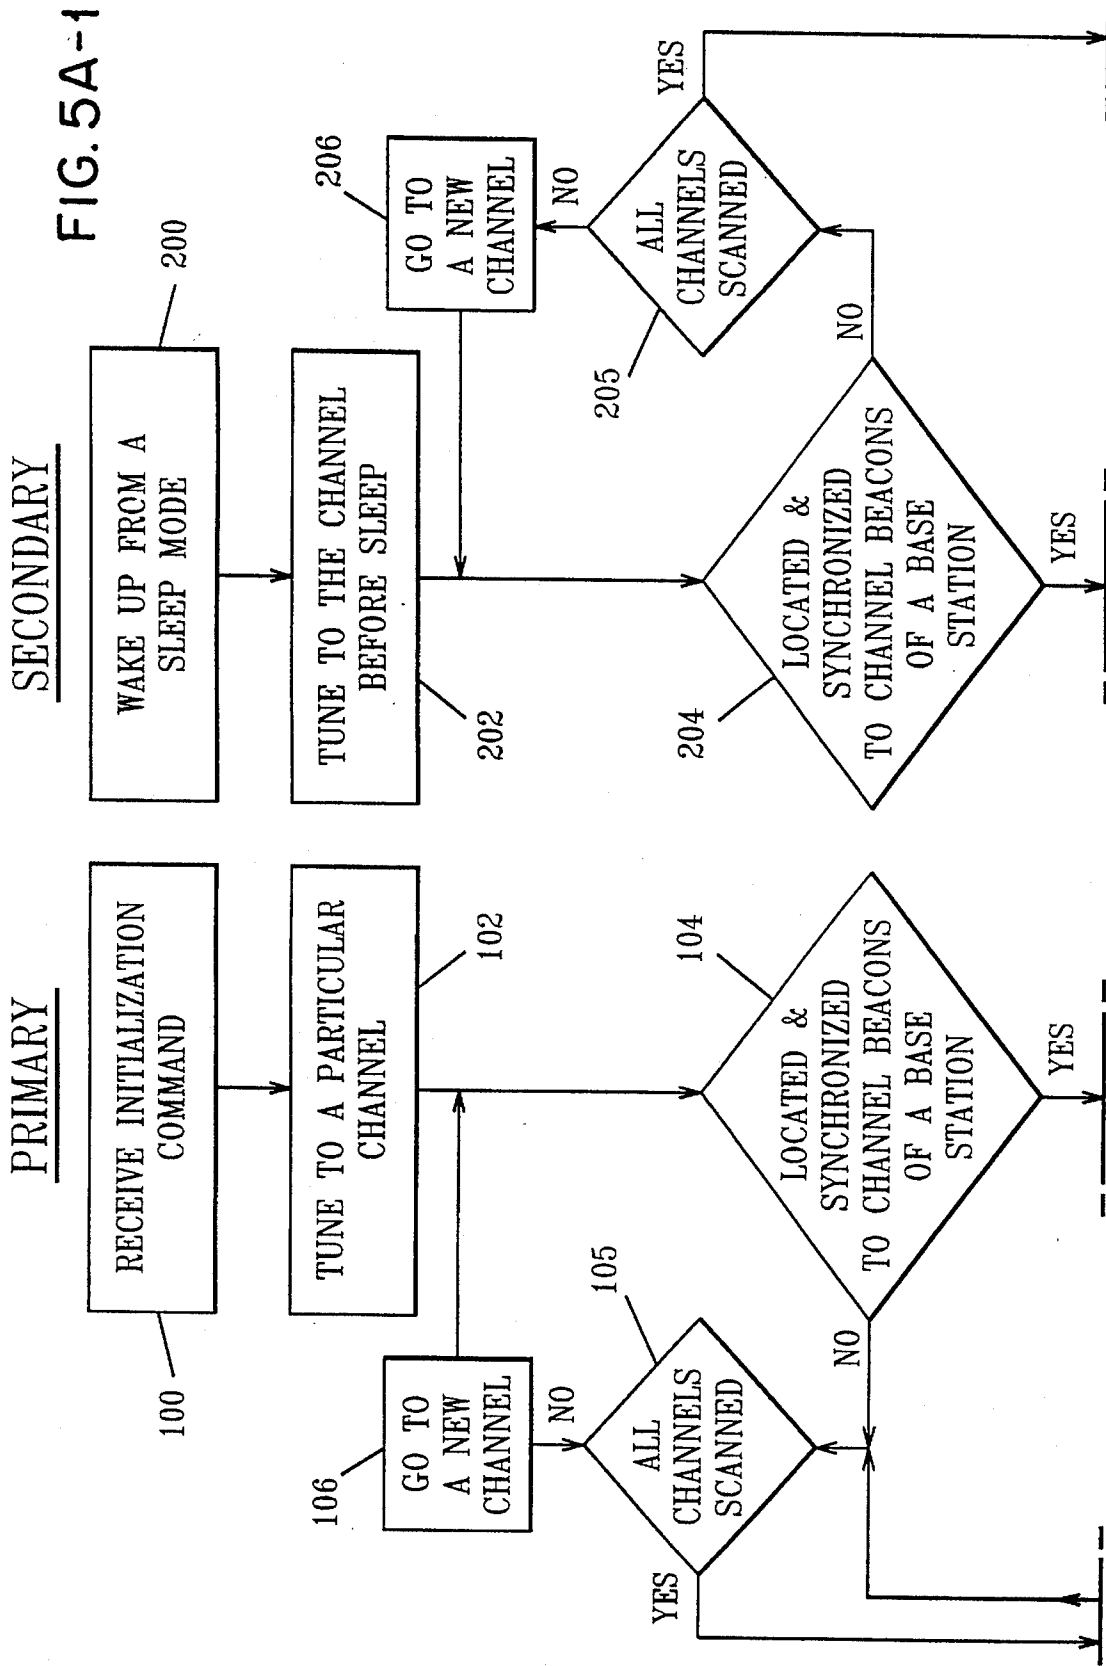 FIG. 5A-1
PRIMARY
RECEIVE INITIALIZATION
COMMAND
100
TUNE TO A PARTICULAR
CHANNEL
102
106
GO TO
A NEW
CHANNEL
NO
105
ALL
CHANNELS
SCANNED
YES
104
LOCATED &
SYNCHRONIZED
TO CHANNEL BEACONS
OF A BASE
STATION
NO
YES
SECONDARY
WAKE UP FROM A
SLEEP MODE
200
TUNE TO THE CHANNEL
BEFORE SLEEP
202
206
GO TO
A NEW
CHANNEL
NO
205
ALL
CHANNELS
SCANNED
YES
204
LOCATED &
SYNCHRONIZED
TO CHANNEL BEACONS
OF A BASE
STATION
NO
YES